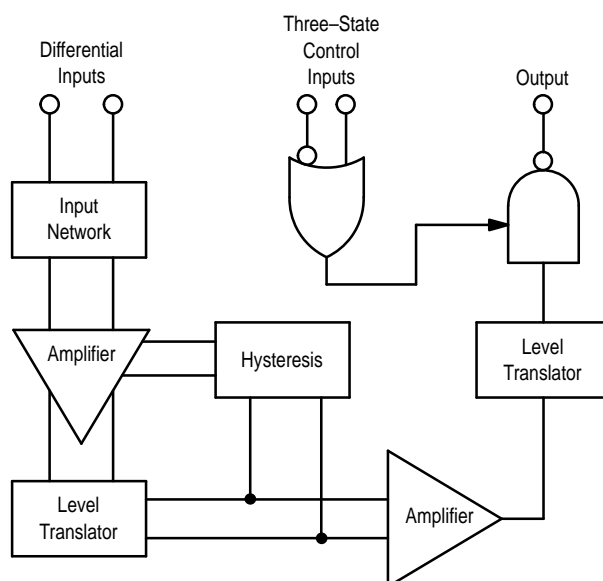 Three–State
Control
Inputs
Differential
Inputs
Output
Input
Network
Amplifier
Hysteresis
Level
Translator
Level
Translator
Amplifier